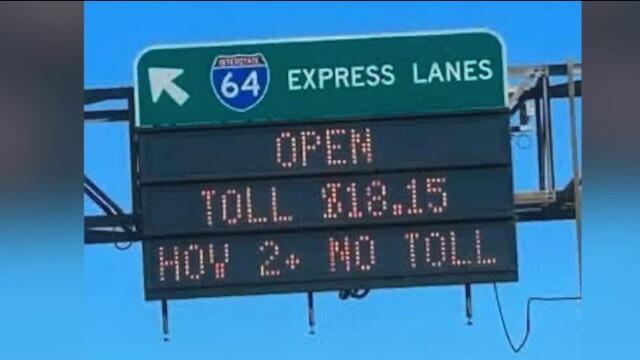 INTERSTATE
64
EXPRESS LANES
OPEN
TOLL $18.15
HOV 2+ NO TOLL